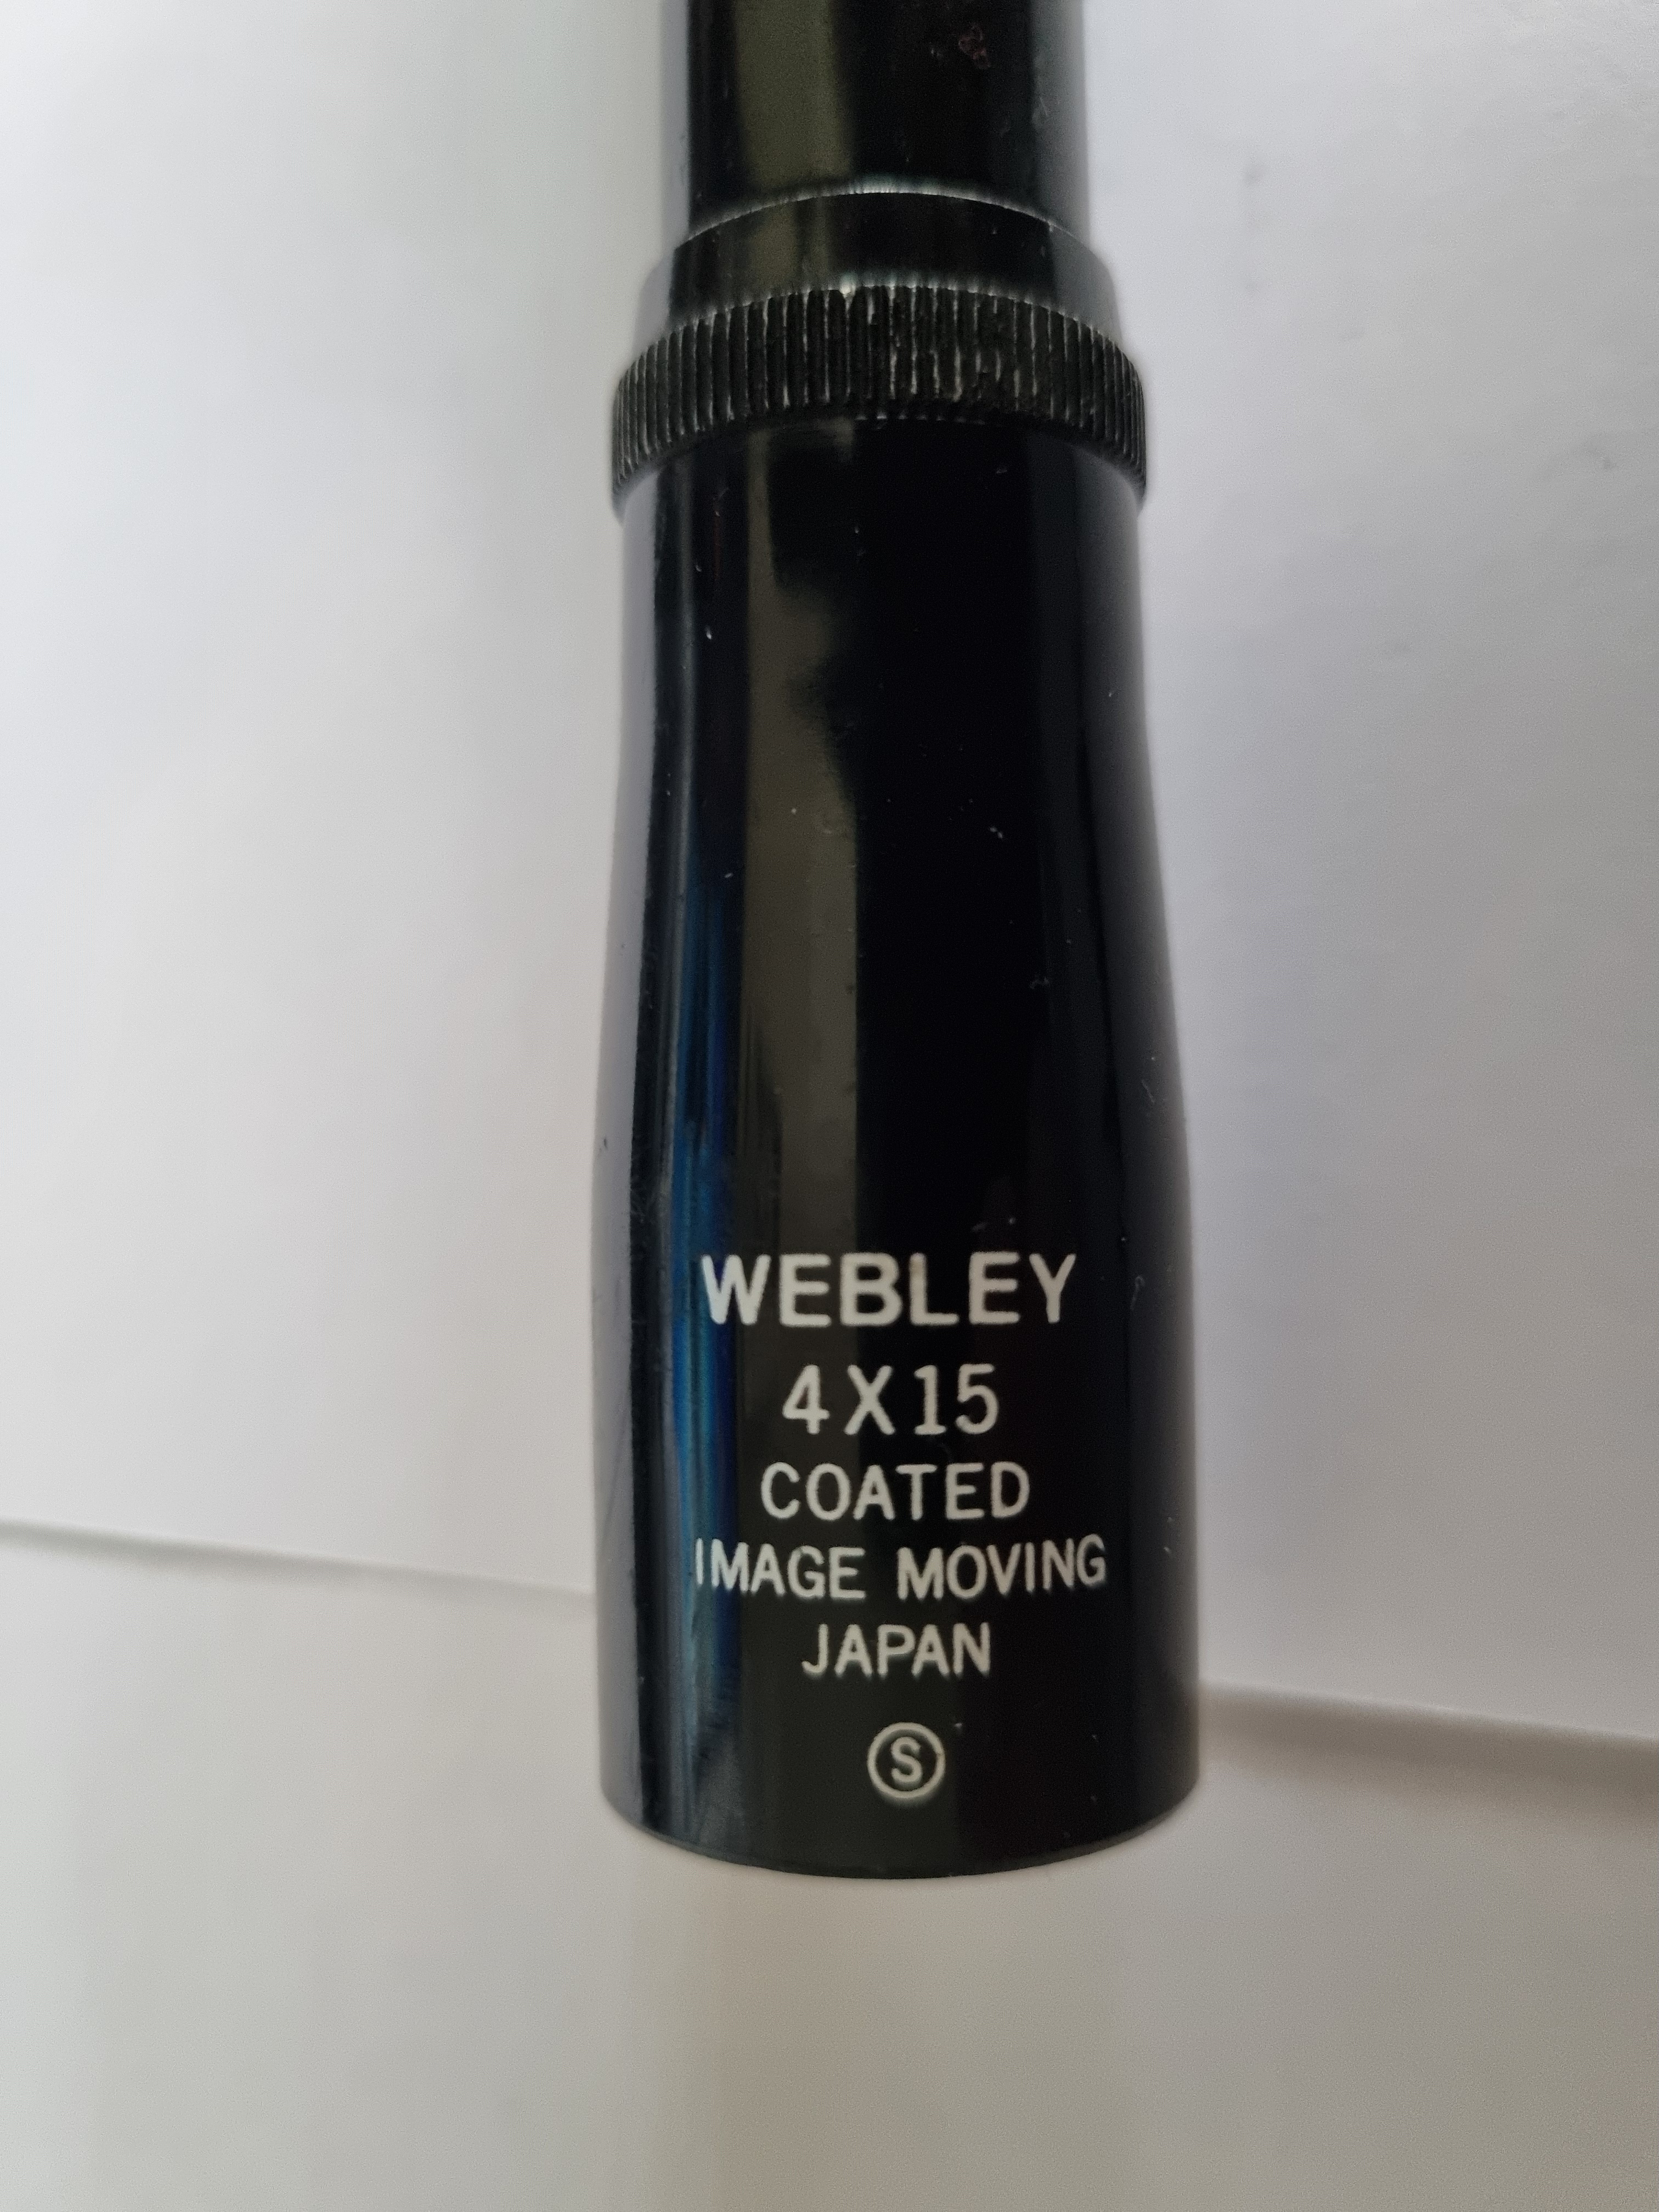 WEBLEY
4X15
COATED
IMAGE MOVING
JAPAN
Ⓢ